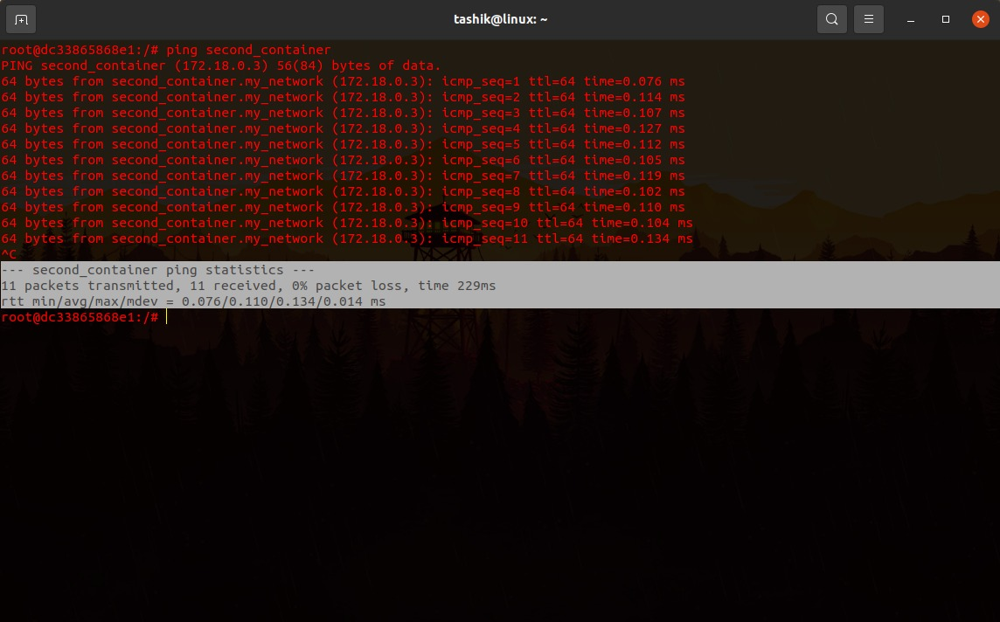 tashik@linux: ~
root@dc33865868e1:/# ping second_container
PING second_container (172.18.0.3) 56(84) bytes of data.
64 bytes from second_container.my_network (172.18.0.3): icmp_seq=1 ttl=64 time=0.076 ms
64 bytes from second_container.my_network (172.18.0.3): icmp_seq=2 ttl=64 time=0.114 ms
64 bytes from second_container.my_network (172.18.0.3): icmp_seq=3 ttl=64 time=0.107 ms
64 bytes from second_container.my_network (172.18.0.3): icmp_seq=4 ttl=64 time=0.127 ms
64 bytes from second_container.my_network (172.18.0.3): icmp_seq=5 ttl=64 time=0.112 ms
64 bytes from second_container.my_network (172.18.0.3): icmp_seq=6 ttl=64 time=0.105 ms
64 bytes from second_container.my_network (172.18.0.3): icmp_seq=7 ttl=64 time=0.119 ms
64 bytes from second_container.my_network (172.18.0.3): icmp_seq=8 ttl=64 time=0.102 ms
64 bytes from second_container.my_network (172.18.0.3): icmp_seq=9 ttl=64 time=0.110 ms
64 bytes from second_container.my_network (172.18.0.3): icmp_seq=10 ttl=64 time=0.104 ms
64 bytes from second_container.my_network (172.18.0.3): icmp_seq=11 ttl=64 time=0.134 ms
^C
--- second_container ping statistics ---
11 packets transmitted, 11 received, 0% packet loss, time 229ms
rtt min/avg/max/mdev = 0.076/0.110/0.134/0.014 ms
root@dc33865868e1:/#